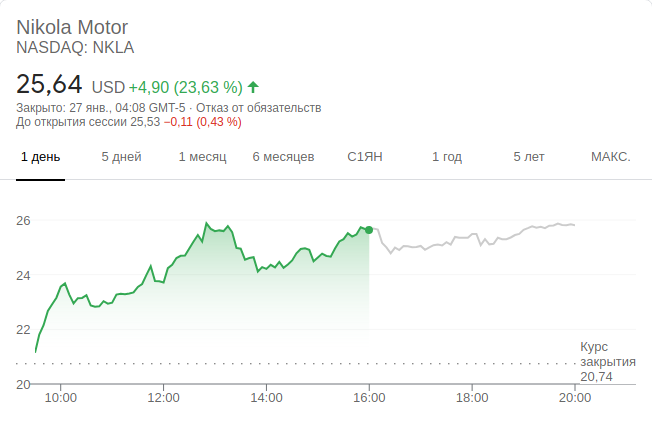 Nikola Motor
NASDAQ: NKLA
25,64 USD +4,90 (23,63 %)
Закрыто: 27 янв., 04:08 GMT-5 · Отказ от обязательств
До открытия сессии 25,53 −0,11 (0,43 %)
1 день 5 дней 1 месяц 6 месяцев С1ЯН 1 год 5 лет МАКС.
26
24
22
Курс
закрытия
20,74
20
10:00 12:00 14:00 16:00 18:00 20:00